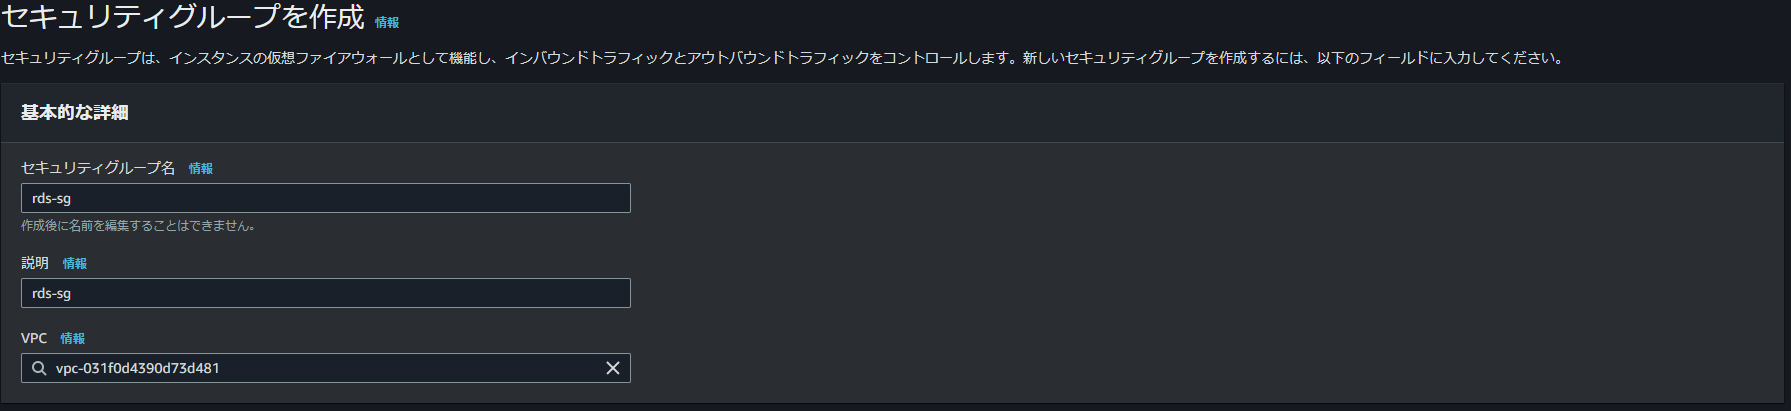 セキュリティグループを作成 情報
セキュリティグループは、インスタンスの仮想ファイアウォールとして機能し、インバウンドトラフィックとアウトバウンドトラフィックをコントロールします。新しいセキュリティグループを作成するには、以下のフィールドに入力してください。
基本的な詳細
セキュリティグループ名 情報
rds-sg
作成後に名前を編集することはできません。
説明 情報
rds-sg
VPC 情報
vpc-031f0d4390d73d481